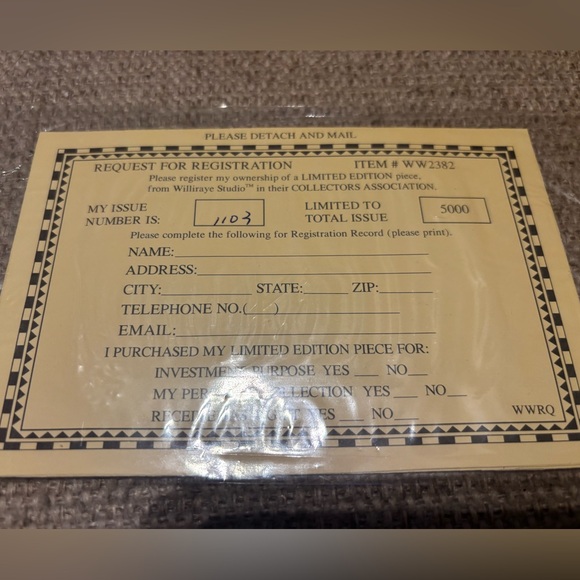 PLEASE DETACH AND MAIL
REQUEST FOR REGISTRATION ITEM # WW2382
Please register my ownership of a LIMITED EDITION piece,
from Williraye Studio™ in their COLLECTORS ASSOCIATION.
MY ISSUE NUMBER IS: 1103 LIMITED TO TOTAL ISSUE 5000
Please complete the following for Registration Record (please print).
NAME:
ADDRESS:
CITY: STATE: ZIP:
TELEPHONE NO.( )
EMAIL:
I PURCHASED MY LIMITED EDITION PIECE FOR:
INVESTMENT PURPOSE YES NO
MY COLLECTION YES NO
YES NO
WWRQ